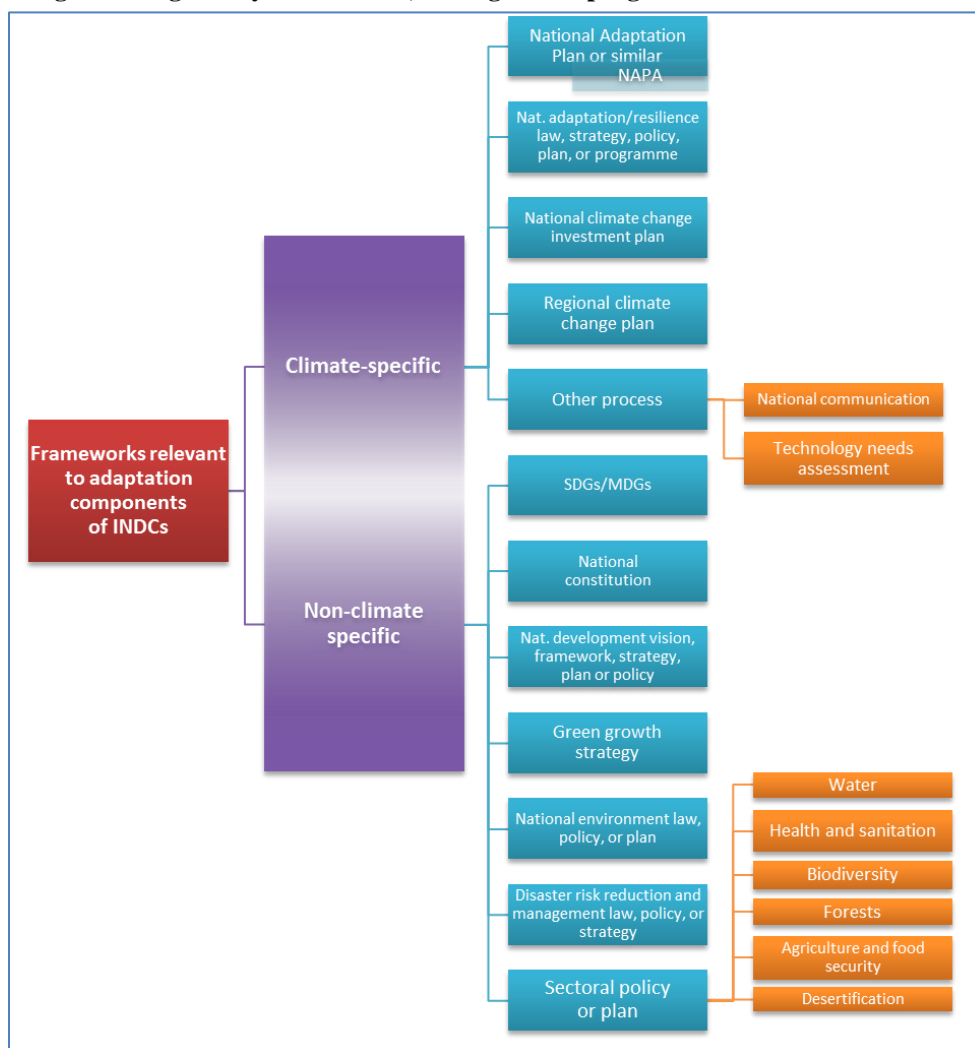 National Adaptation
Plan or similar
NAPA
Nat. adaptation/resilience
law, strategy, policy,
plan, or programme
National climate change
investment plan
Regional climate
change plan
Climate-specific
Other process
National communication
Technology needs
assessment
Frameworks relevant
to adaptation
components
of INDCs
SDGs/MDGs
National
constitution
Non-climate
specific
Nat. development vision,
framework, strategy,
plan or policy
Green growth
strategy
National environment law,
policy, or plan
Disaster risk reduction and
management law, policy, or
strategy
Sectoral policy
or plan
Water
Health and sanitation
Biodiversity
Forests
Agriculture and food
security
Desertification